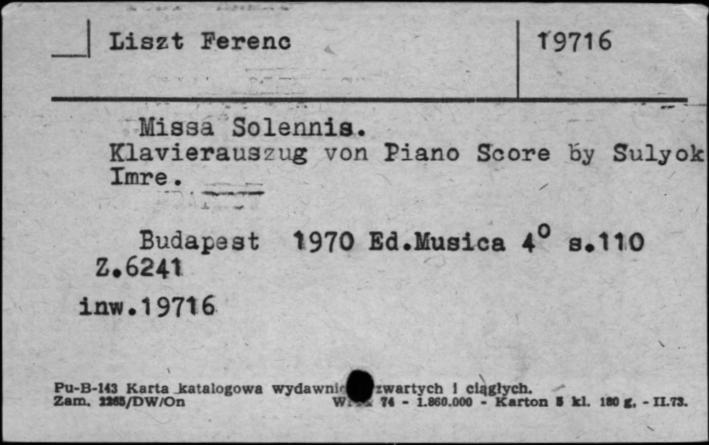 Liszt Ferenc 19716
Missa Solennis.
Klavierauszug von Piano Score by Sulyok
Imre.
Budapest 1970 Ed.Musica 4° s.110
Z.6241
inw.19716
Pu-B-143 Karta katalogowa wydawni zwartych i ciągłych.
Zam. 2265/DW/On 74 - 1.860.000 - Karton 5 kl. 180 g. - II.73.